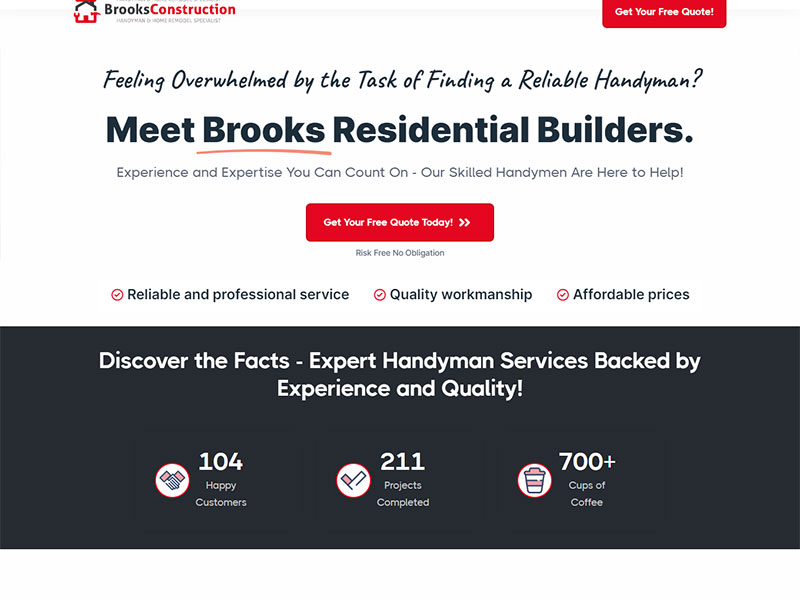 BrooksConstruction
HANDYMAN & HOME REMODEL SPECIALIST
Get Your Free Quote!
Feeling Overwhelmed by the Task of Finding a Reliable Handyman?
Meet Brooks Residential Builders.
Experience and Expertise You Can Count On - Our Skilled Handymen Are Here to Help!
Get Your Free Quote Today!
Risk Free No Obligation
Reliable and professional service
Quality workmanship
Affordable prices
Discover the Facts - Expert Handyman Services Backed by
Experience and Quality!
104
Happy
Customers
211
Projects
Completed
700+
Cups of
Coffee